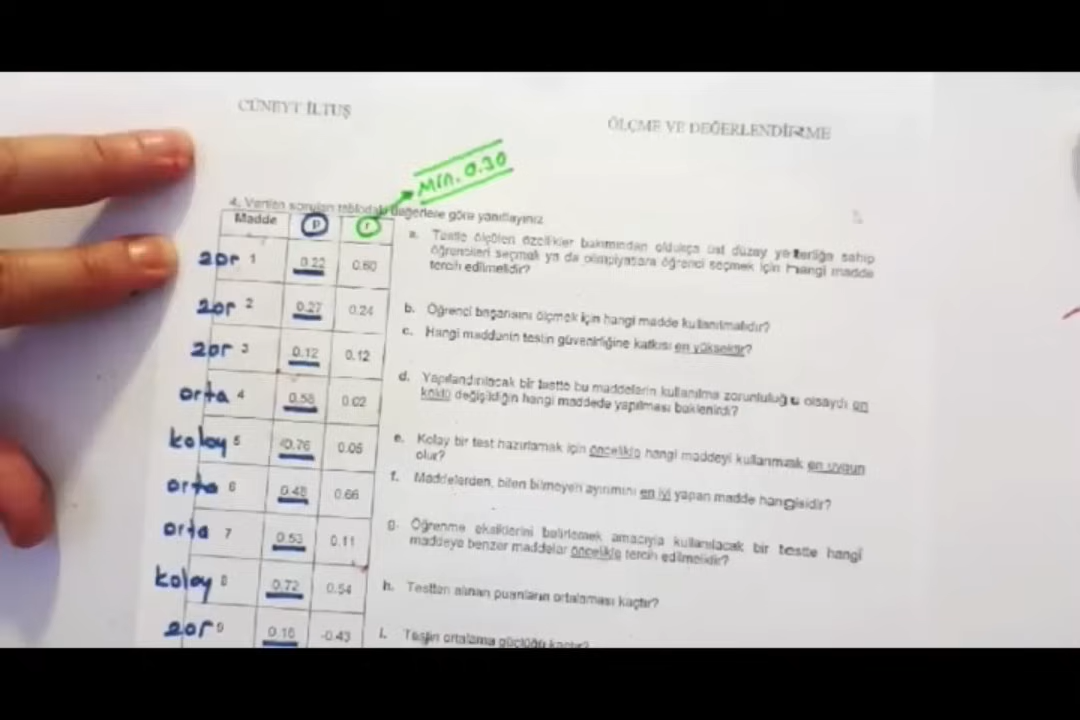 CÜNEYT İLTUŞ
ÖLÇME VE DEĞERLENDİRME
Min. 0.30
4. Verilen soruları tablodaki değerlere göre yanıtlayınız
Madde p r
zor 1 0.22 0.60
zor 2 0.27 0.24
zor 3 0.12 0.12
orta 4 0.58 0.02
kolay 5 0.76 0.05
orta 6 0.48 0.66
orta 7 0.53 0.11
kolay 8 0.72 0.54
zor 9 0.16 -0.43
a. Testle ölçülen özellikler bakımından oldukça üst düzey yeterliğe sahip
öğrencileri seçmek ya da olimpiyatlara öğrenci seçmek için hangi madde
tercih edilmelidir?
b. Öğrenci başarısını ölçmek için hangi madde kullanılmalıdır?
c. Hangi maddenin testin güvenirliğine katkısı en yüksektir?
d. Yapılandırılacak bir testte bu maddelerin kullanılma zorunluluğu olsaydı en
köklü değişikliğin hangi maddede yapılması beklenirdi?
e. Kolay bir test hazırlamak için öncelikle hangi maddeyi kullanmak en uygun
olur?
f. Maddelerden, bilen bilmeyen ayırımını en iyi yapan madde hangisidir?
g. Öğrenme eksiklerini belirlemek amacıyla kullanılacak bir testte hangi
maddeye benzer maddeler öncelikle tercih edilmelidir?
h. Testten alınan puanların ortalaması kaçtır?
i. Testin ortalama güçlüğü kaçtır?